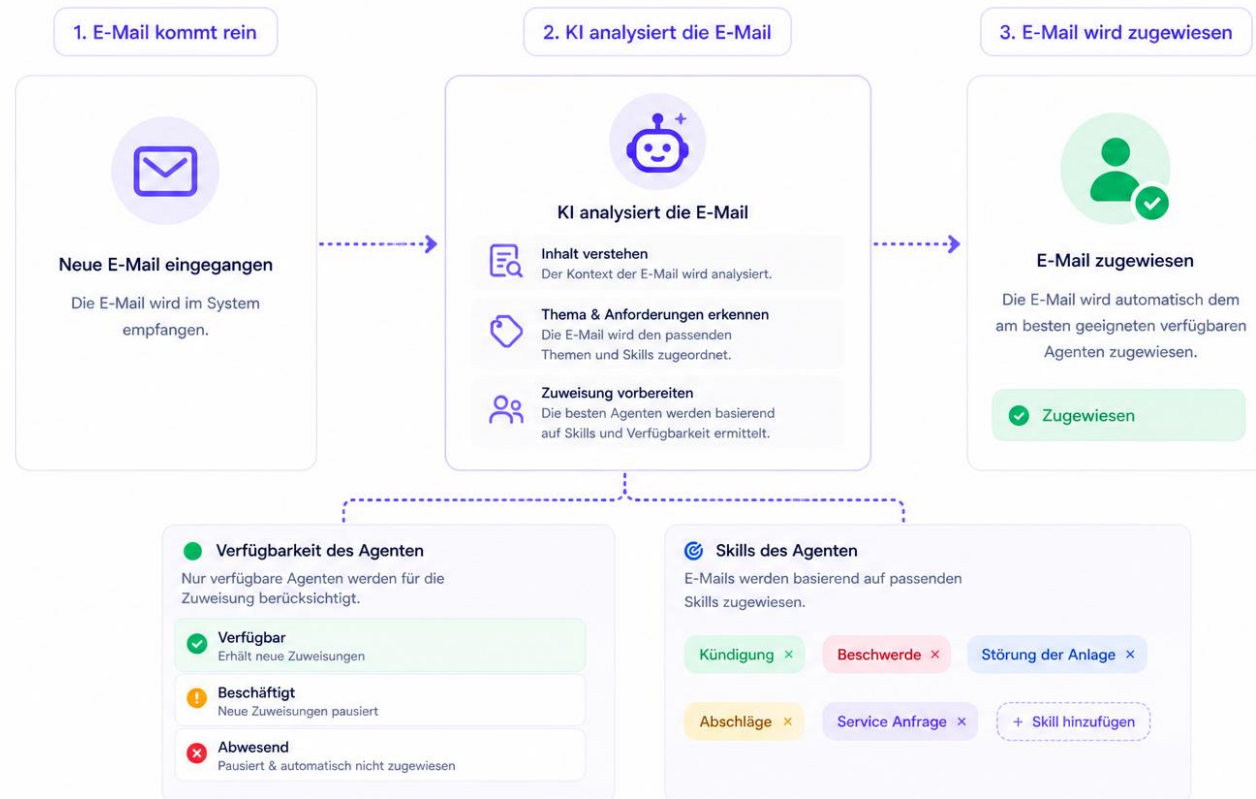 1. E-Mail kommt rein
2. KI analysiert die E-Mail
3. E-Mail wird zugewiesen
Neue E-Mail eingegangen
Die E-Mail wird im System
empfangen.
KI analysiert die E-Mail
Inhalt verstehen
Der Kontext der E-Mail wird analysiert.
Thema & Anforderungen erkennen
Die E-Mail wird den passenden
Themen und Skills zugeordnet.
Zuweisung vorbereiten
Die besten Agenten werden basierend
auf Skills und Verfügbarkeit ermittelt.
E-Mail zugewiesen
Die E-Mail wird automatisch dem
am besten geeigneten verfügbaren
Agenten zugewiesen.
Zugewiesen
Verfügbarkeit des Agenten
Nur verfügbare Agenten werden für die
Zuweisung berücksichtigt.
Verfügbar
Erhält neue Zuweisungen
Beschäftigt
Neue Zuweisungen pausiert
Abwesend
Pausiert & automatisch nicht zugewiesen
Skills des Agenten
E-Mails werden basierend auf passenden
Skills zugewiesen.
Kündigung ×
Beschwerde ×
Störung der Anlage ×
Abschläge ×
Service Anfrage ×
+ Skill hinzufügen